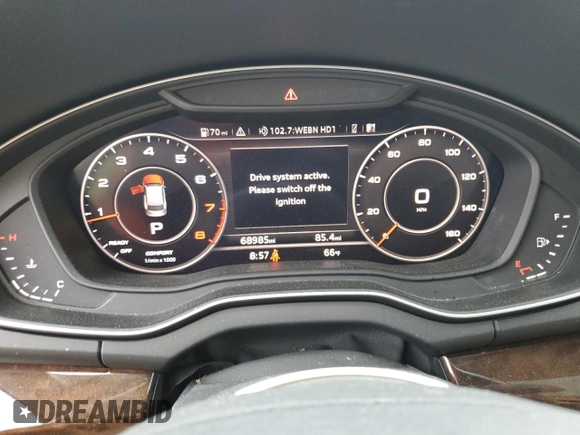 70 mi 102.7:WEBN HD1
Drive system active.
Please switch off the
ignition
1 2 3 4 5 6 7 8
READY
OFF
P
COMFORT
1/min x 1000
0 20 40 60 80 100 120 140 160
0
MPH
68985mi 85.4mi
8:57 66°F
H
C
F
E
DREAMBID